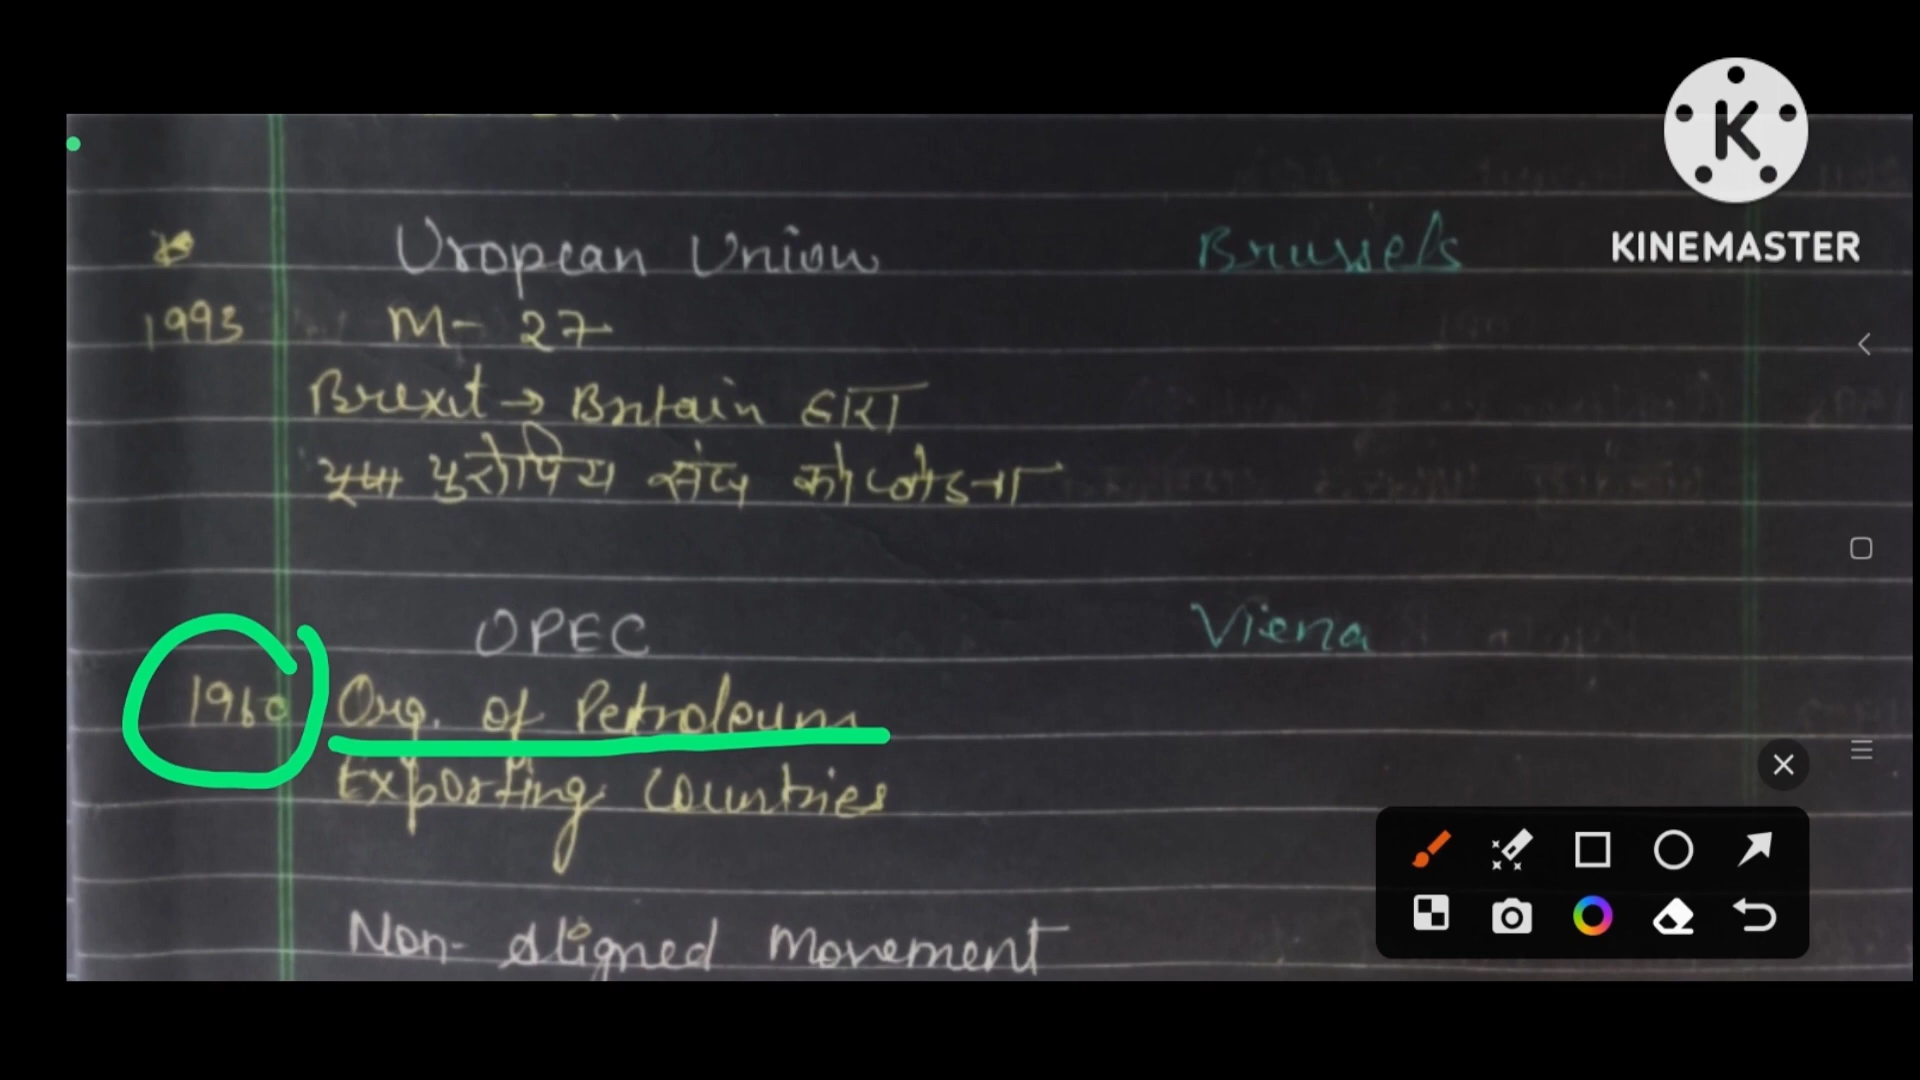 KINEMASTER
Uropean Union Brussels
1993 M- 27
Brexit → Britain द्वारा
युरोपिय संघ को छोडना
OPEC Viena
1960 Org. of Petroleum
Exporting Countries
Non- aligned movement